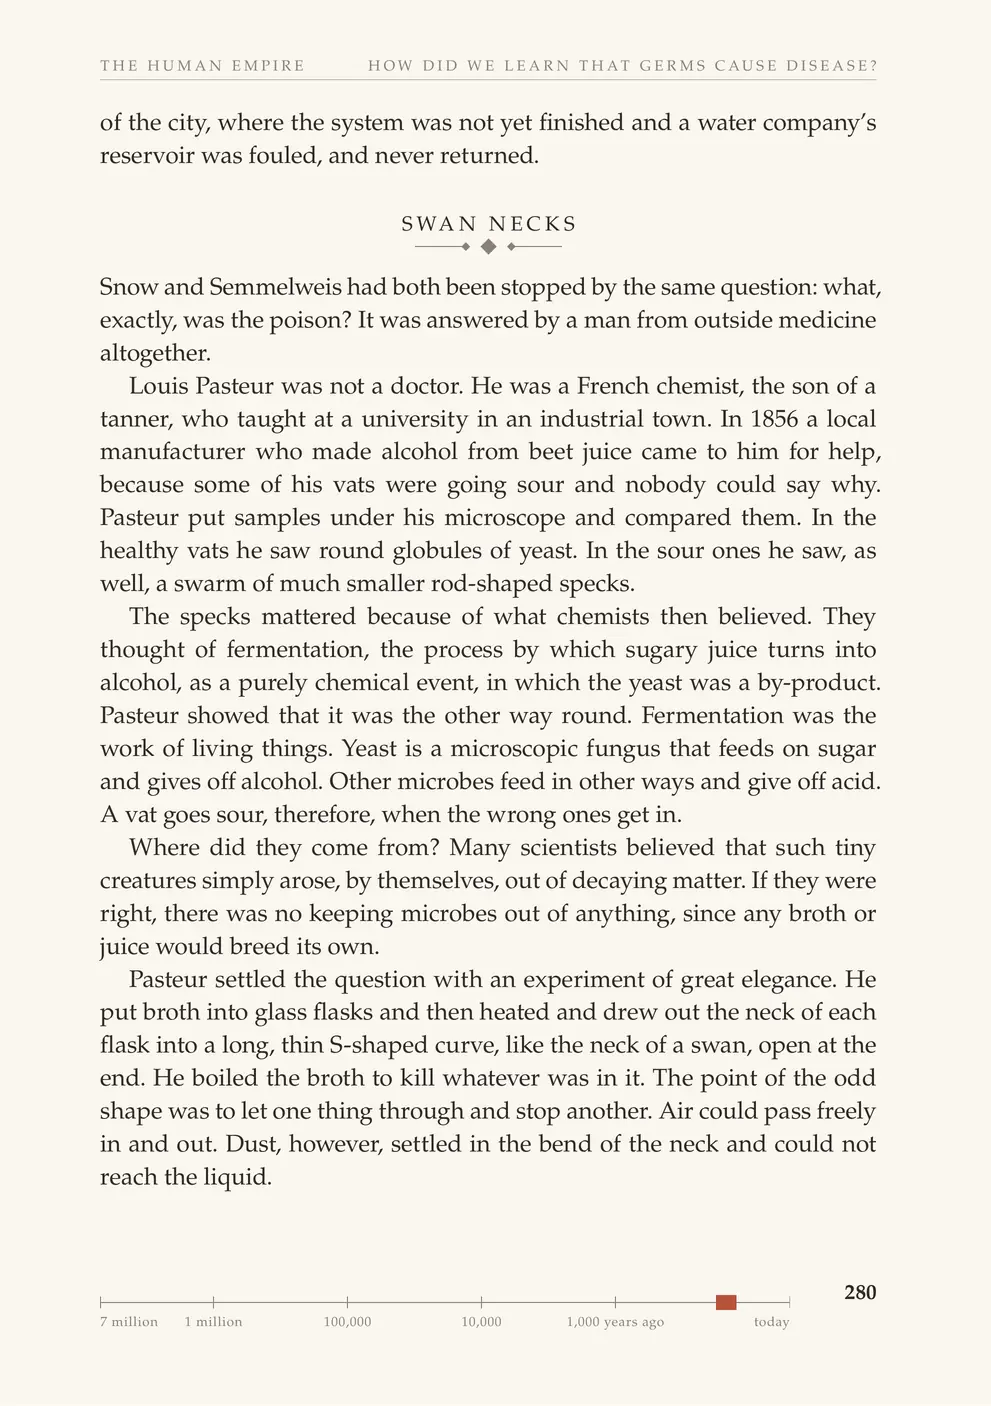 THE HUMAN EMPIRE HOW DID WE LEARN THAT GERMS CAUSE DISEASE?
of the city, where the system was not yet finished and a water company’s
reservoir was fouled, and never returned.
SWAN NECKS
Snow and Semmelweis had both been stopped by the same question: what,
exactly, was the poison? It was answered by a man from outside medicine
altogether.
Louis Pasteur was not a doctor. He was a French chemist, the son of a
tanner, who taught at a university in an industrial town. In 1856 a local
manufacturer who made alcohol from beet juice came to him for help,
because some of his vats were going sour and nobody could say why.
Pasteur put samples under his microscope and compared them. In the
healthy vats he saw round globules of yeast. In the sour ones he saw, as
well, a swarm of much smaller rod-shaped specks.
The specks mattered because of what chemists then believed. They
thought of fermentation, the process by which sugary juice turns into
alcohol, as a purely chemical event, in which the yeast was a by-product.
Pasteur showed that it was the other way round. Fermentation was the
work of living things. Yeast is a microscopic fungus that feeds on sugar
and gives off alcohol. Other microbes feed in other ways and give off acid.
A vat goes sour, therefore, when the wrong ones get in.
Where did they come from? Many scientists believed that such tiny
creatures simply arose, by themselves, out of decaying matter. If they were
right, there was no keeping microbes out of anything, since any broth or
juice would breed its own.
Pasteur settled the question with an experiment of great elegance. He
put broth into glass flasks and then heated and drew out the neck of each
flask into a long, thin S-shaped curve, like the neck of a swan, open at the
end. He boiled the broth to kill whatever was in it. The point of the odd
shape was to let one thing through and stop another. Air could pass freely
in and out. Dust, however, settled in the bend of the neck and could not
reach the liquid.
280
7 million 1 million 100,000 10,000 1,000 years ago today